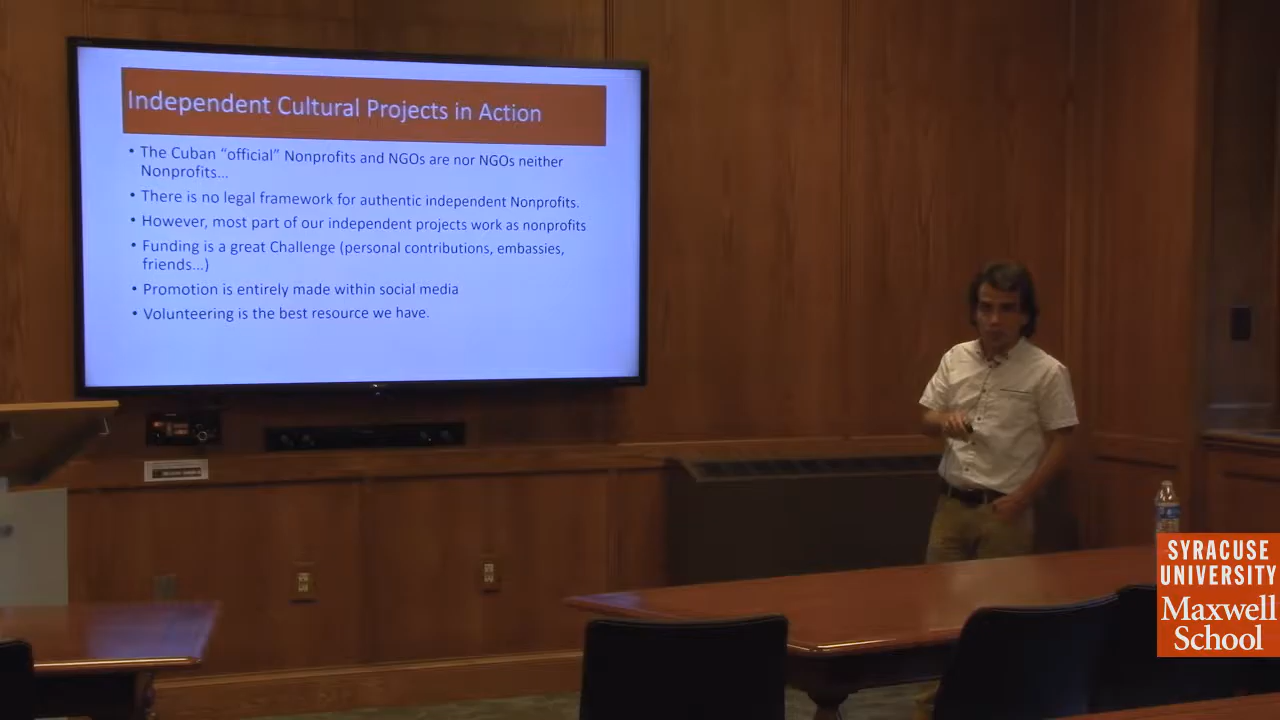 Independent Cultural Projects in Action
• The Cuban “official” Nonprofits and NGOs are nor NGOs neither
Nonprofits...
• There is no legal framework for authentic independent Nonprofits.
• However, most part of our independent projects work as nonprofits
• Funding is a great Challenge (personal contributions, embassies,
friends...)
• Promotion is entirely made within social media
• Volunteering is the best resource we have.
SYRACUSE
UNIVERSITY
Maxwell
School